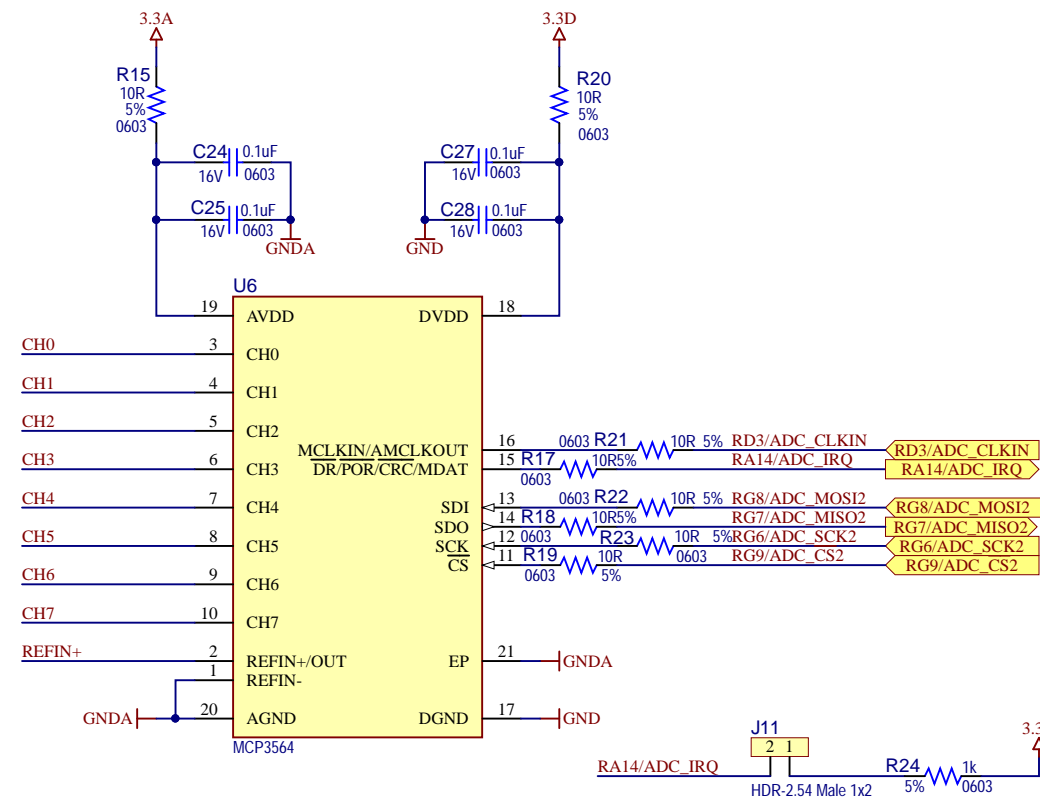 3.3A
3.3D
R15
10R
5%
0603
R20
10R
5%
0603
C24 0.1uF
16V 0603
C25 0.1uF
16V 0603
GNDA
C27 0.1uF
16V 0603
C28 0.1uF
16V 0603
GND
U6
19 AVDD
DVDD 18
CH0 3 CH0
CH1 4 CH1
CH2 5 CH2
CH3 6 CH3
CH4 7 CH4
CH5 8 CH5
CH6 9 CH6
CH7 10 CH7
REFIN+ 2 REFIN+/OUT
1 REFIN-
GNDA 20 AGND
MCLKIN/AMCLKOUT 16 0603 R21 10R 5% RD3/ADC_CLKIN RD3/ADC_CLKIN
DR/POR/CRC/MDAT 15 R17 0603 10R5% RA14/ADC_IRQ RA14/ADC_IRQ
SDI 13 0603 R22 10R 5% RG8/ADC_MOSI2 RG8/ADC_MOSI2
SDO 14 R18 0603 10R5% RG7/ADC_MISO2 RG7/ADC_MISO2
SCK 12 R23 10R 0603 5% RG6/ADC_SCK2 RG6/ADC_SCK2
CS 11 R19 0603 10R 5% RG9/ADC_CS2 RG9/ADC_CS2
EP 21 GNDA
DGND 17 GND
MCP3564
J11
2 1
HDR-2.54 Male 1x2
RA14/ADC_IRQ
R24
5%
1k
0603